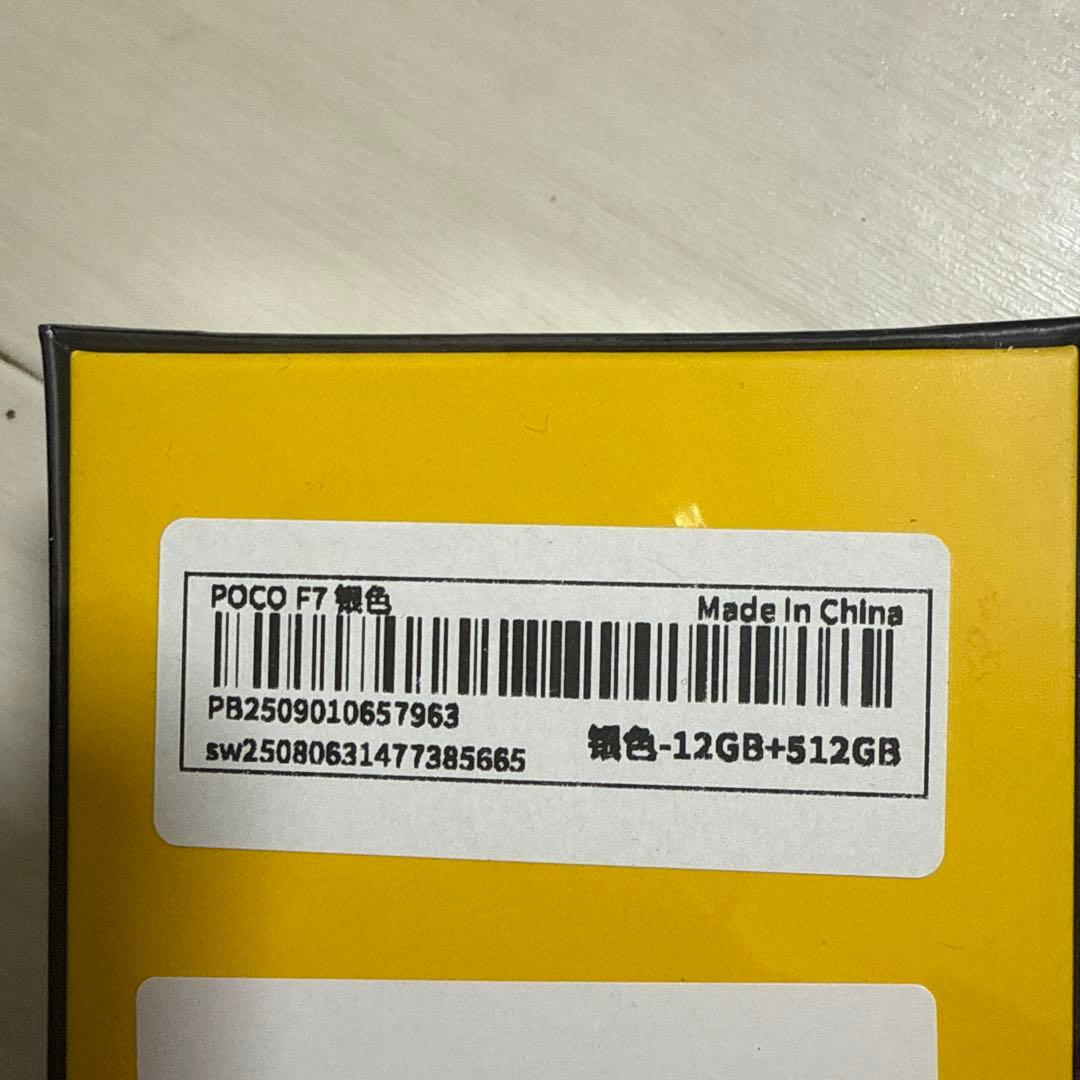 POCO F7 银色
Made In China
PB2509010657963
sw25080631477385665
银色-12GB+512GB